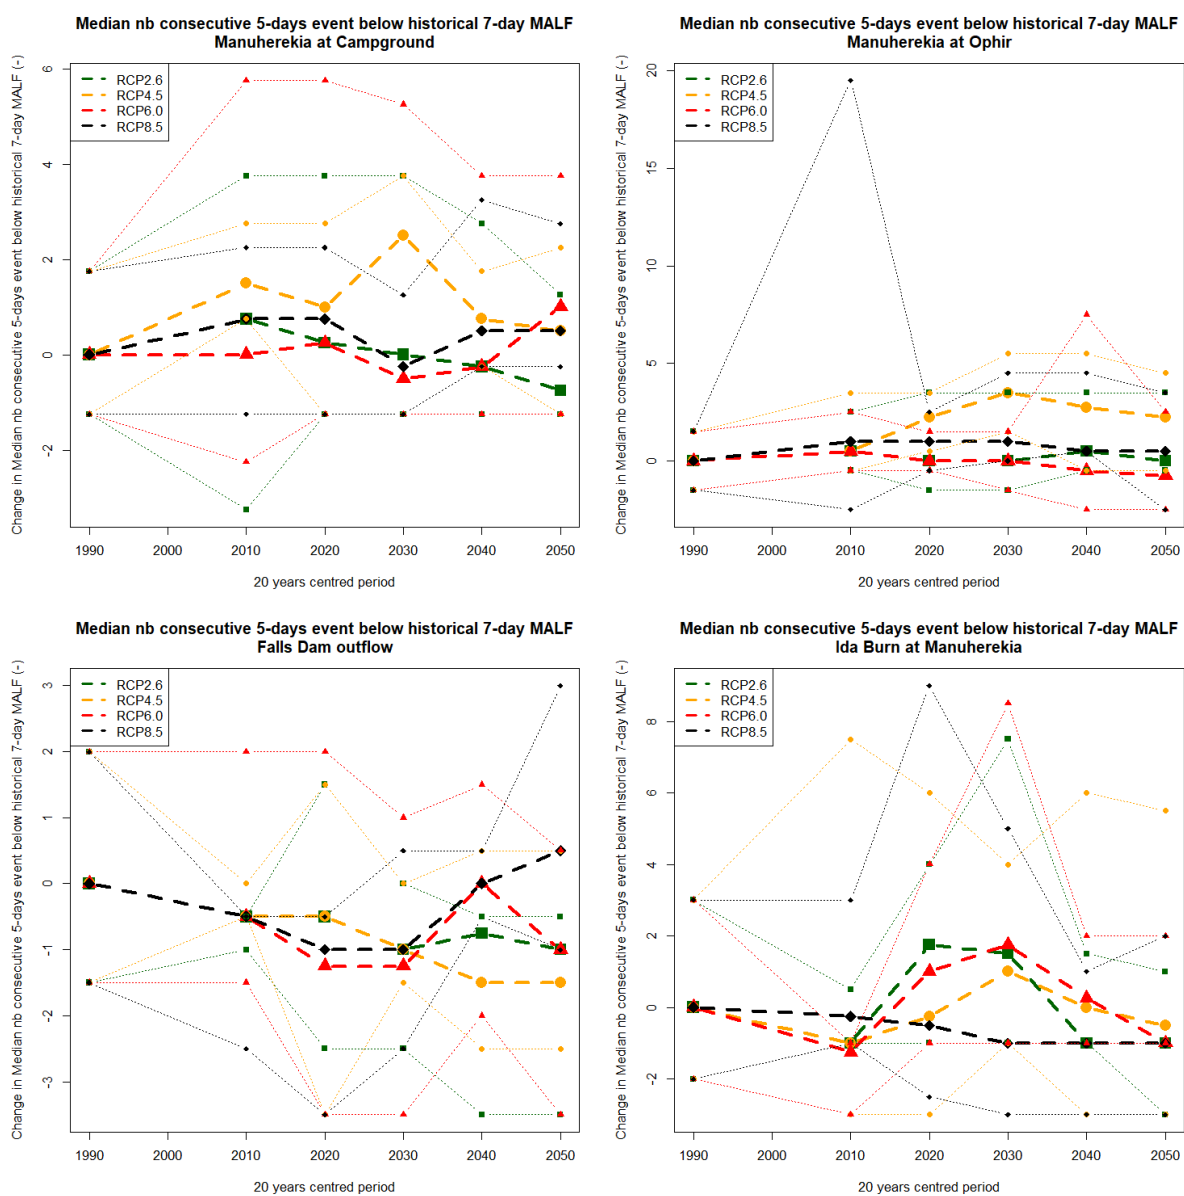 Median nb consecutive 5-days event below historical 7-day MALF
Manuherekia at Campground
Change in Median nb consecutive 5-days event below historical 7-day MALF (-)
6
4
2
0
-2
RCP2.6
RCP4.5
RCP6.0
RCP8.5
1990 2000 2010 2020 2030 2040 2050
20 years centred period
Median nb consecutive 5-days event below historical 7-day MALF
Manuherekia at Ophir
Change in Median nb consecutive 5-days event below historical 7-day MALF (-)
20
15
10
5
0
RCP2.6
RCP4.5
RCP6.0
RCP8.5
1990 2000 2010 2020 2030 2040 2050
20 years centred period
Median nb consecutive 5-days event below historical 7-day MALF
Falls Dam outflow
Change in Median nb consecutive 5-days event below historical 7-day MALF (-)
3
2
1
0
-1
-2
-3
RCP2.6
RCP4.5
RCP6.0
RCP8.5
1990 2000 2010 2020 2030 2040 2050
20 years centred period
Median nb consecutive 5-days event below historical 7-day MALF
Ida Burn at Manuherekia
Change in Median nb consecutive 5-days event below historical 7-day MALF (-)
8
6
4
2
0
-2
RCP2.6
RCP4.5
RCP6.0
RCP8.5
1990 2000 2010 2020 2030 2040 2050
20 years centred period